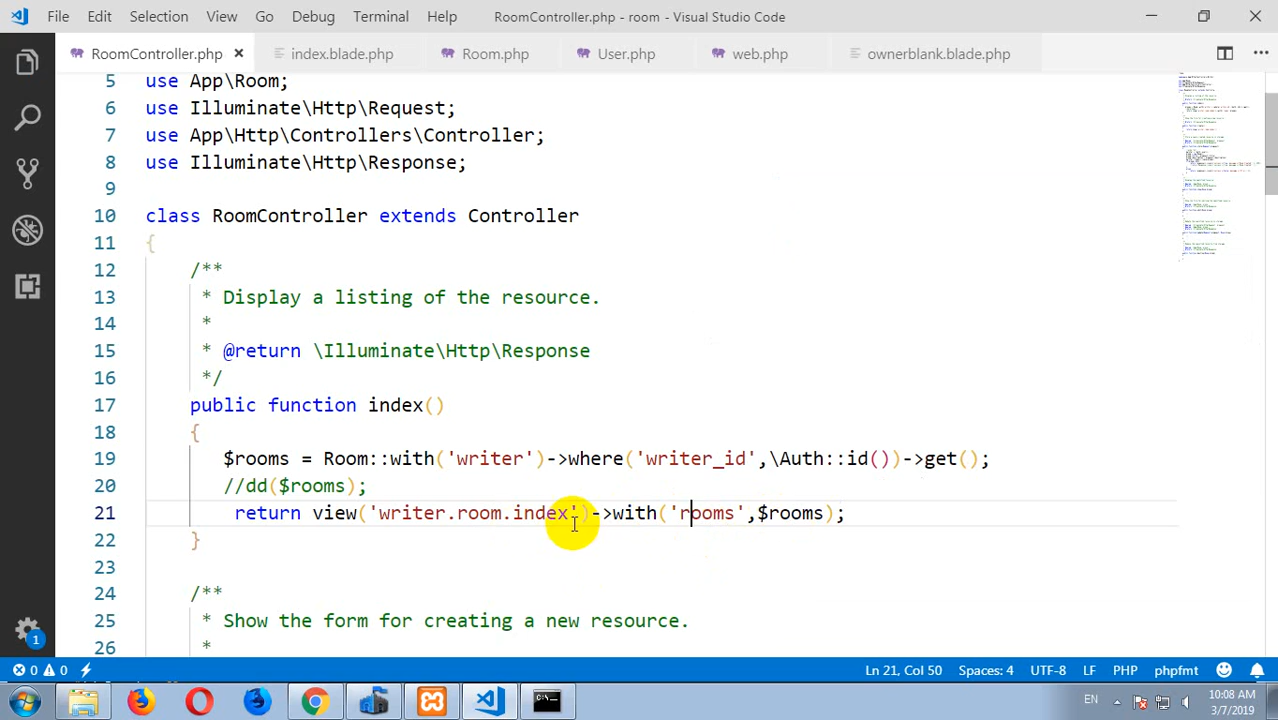 File Edit Selection View Go Debug Terminal Help RoomController.php - room - Visual Studio Code
RoomController.php index.blade.php Room.php User.php web.php ownerblank.blade.php
5 use App\Room;
6 use Illuminate\Http\Request;
7 use App\Http\Controllers\Controller;
8 use Illuminate\Http\Response;
9
10 class RoomController extends Controller
11 {
12 /**
13 * Display a listing of the resource.
14 *
15 * @return \Illuminate\Http\Response
16 */
17 public function index()
18 {
19 $rooms = Room::with('writer')->where('writer_id',\Auth::id())->get();
20 //dd($rooms);
21 return view('writer.room.index')->with('rooms',$rooms);
22 }
23
24 /**
25 * Show the form for creating a new resource.
26 *
1
0 0 Ln 21, Col 50 Spaces: 4 UTF-8 LF PHP phpfmt
EN 10:08 AM
3/7/2019